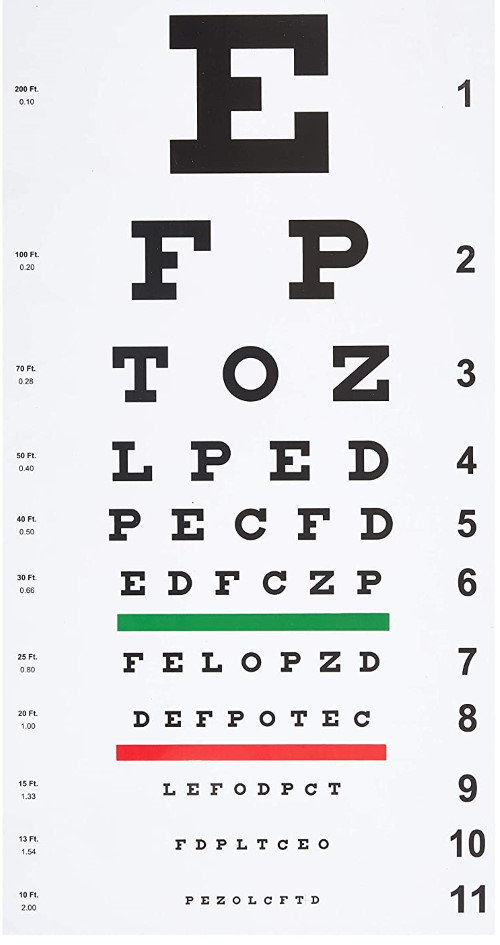 200 Ft.
0.10
E
1
100 Ft.
0.20
F P
2
70 Ft.
0.28
T O Z
3
50 Ft.
0.40
L P E D
4
40 Ft.
0.50
P E C F D
5
30 Ft.
0.66
E D F C Z P
6
25 Ft.
0.80
F E L O P Z D
7
20 Ft.
1.00
D E F P O T E C
8
15 Ft.
1.33
L E F O D P C T
9
13 Ft.
1.54
F D P L T C E O
10
10 Ft.
2.00
P E Z O L C F T D
11